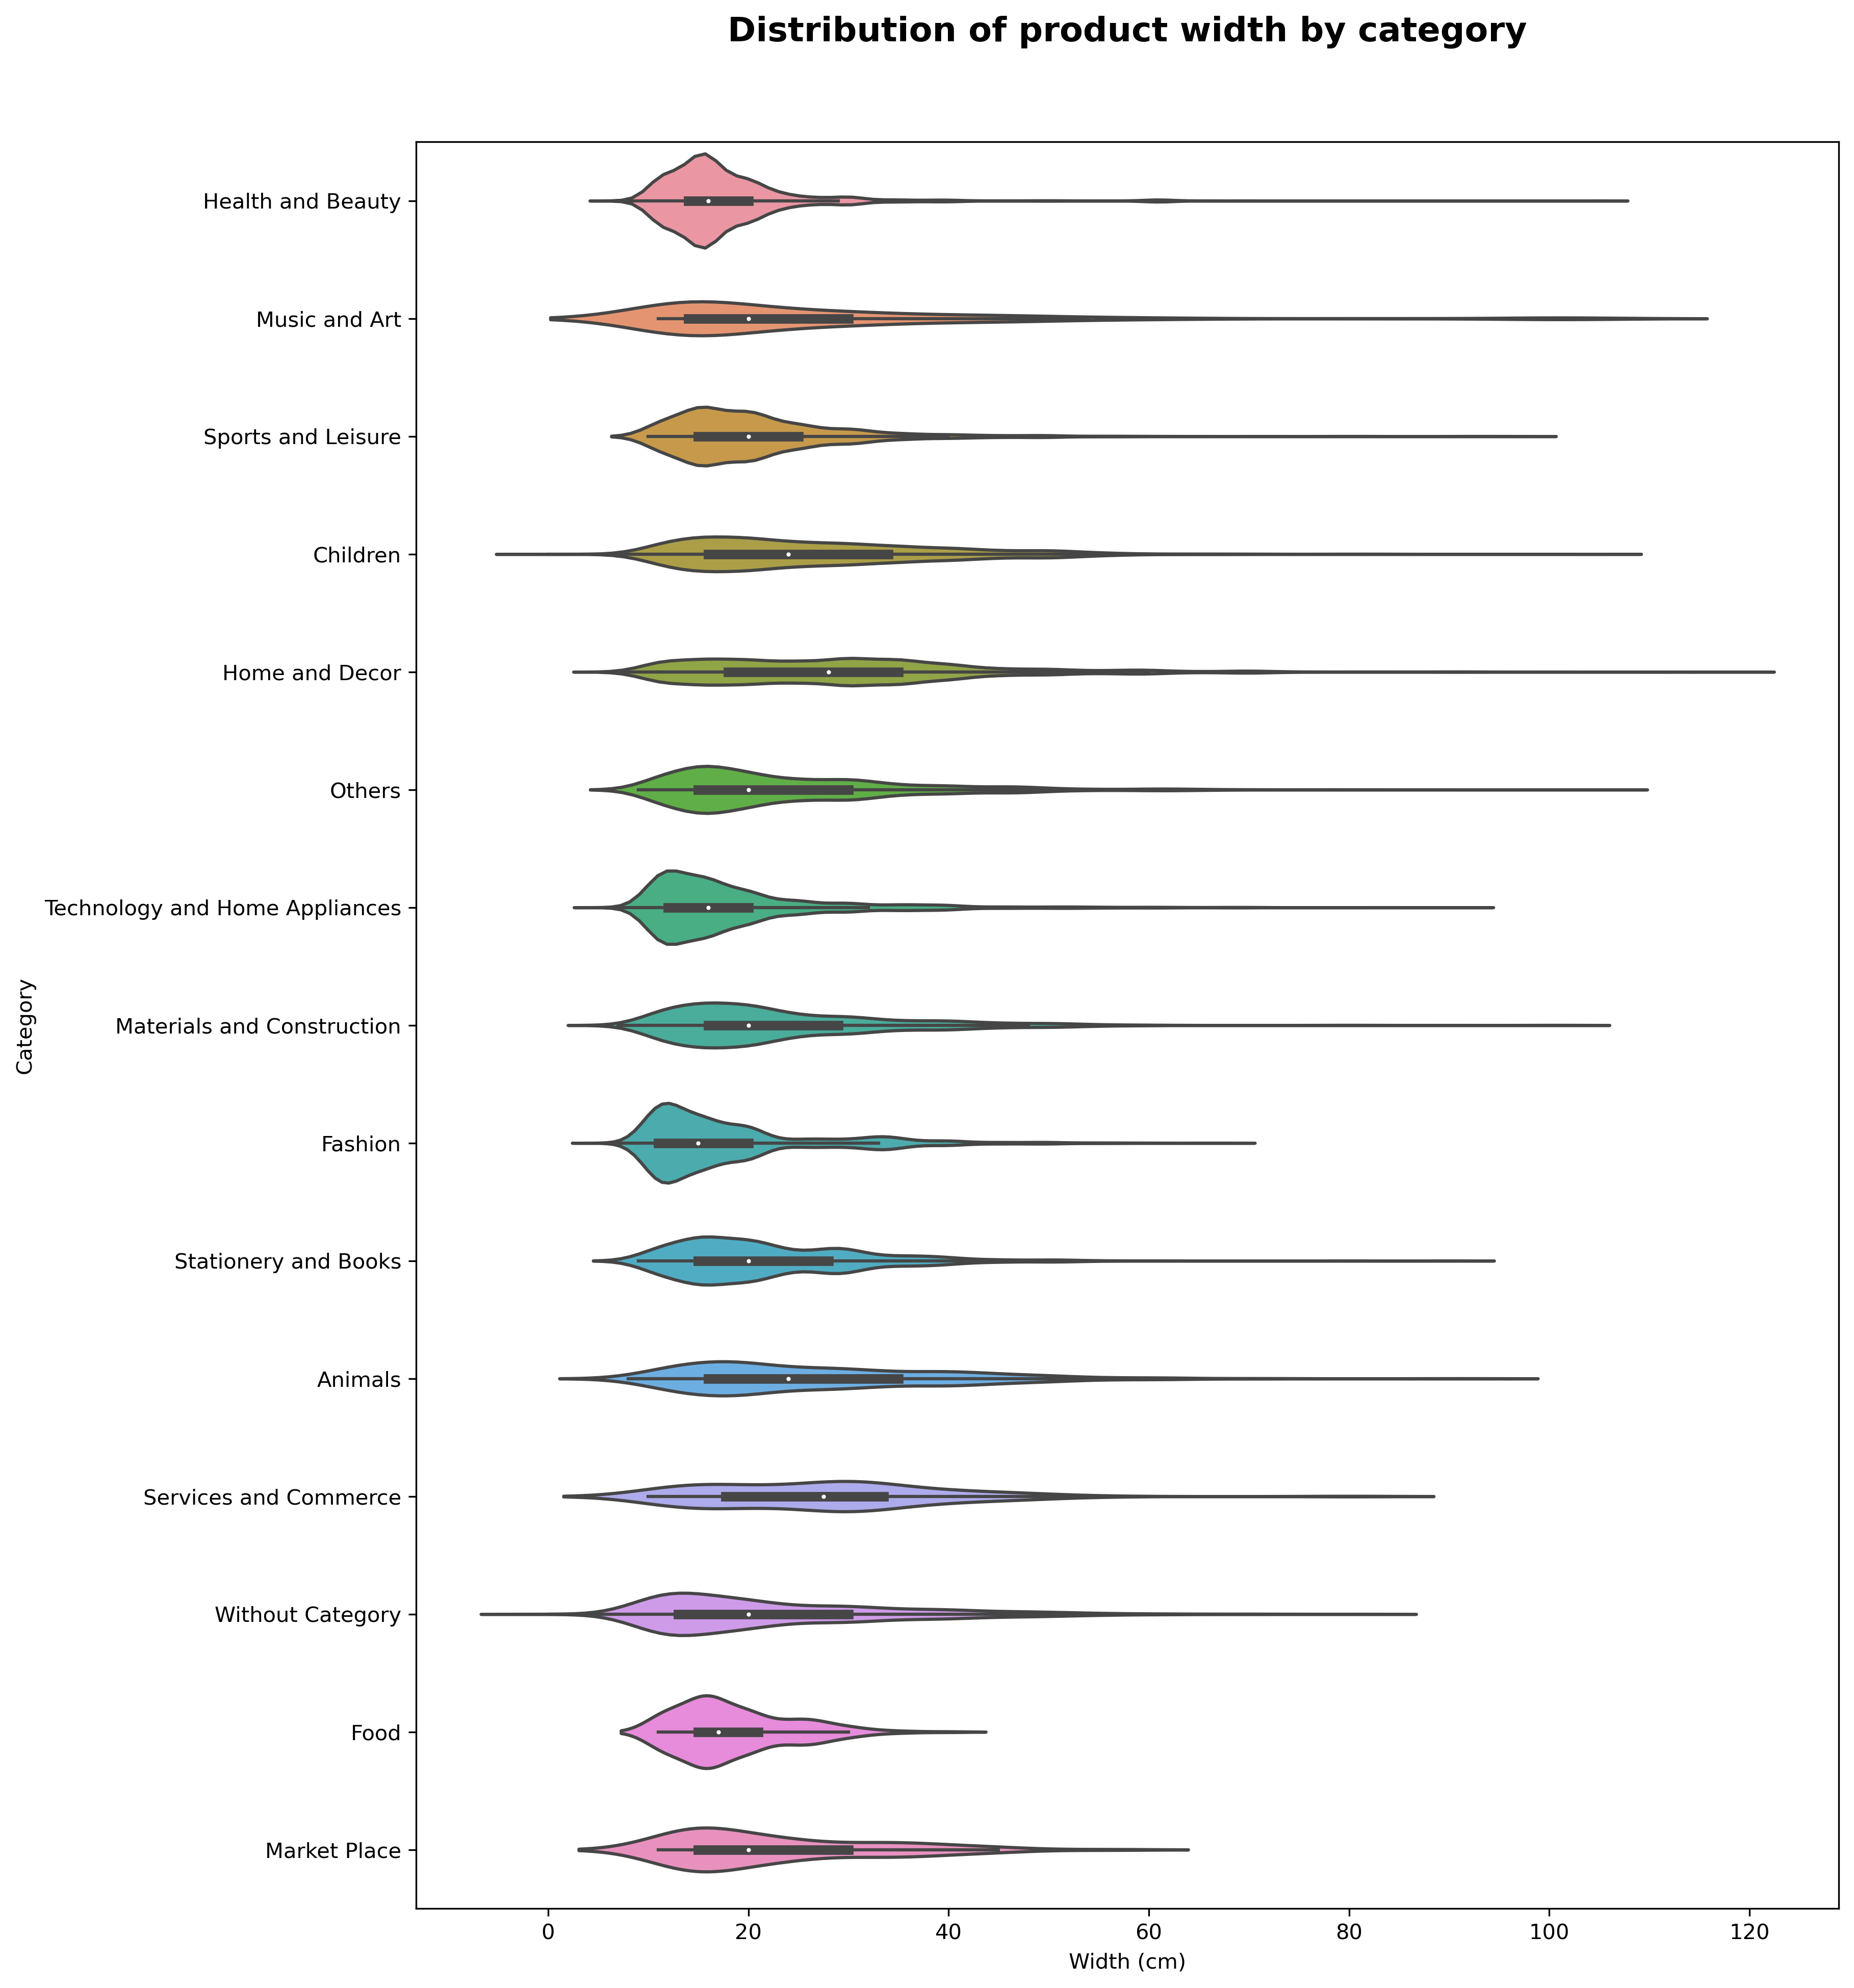 Distribution of product width by category
Health and Beauty
Music and Art
Sports and Leisure
Children
Home and Decor
Others
Technology and Home Appliances
Materials and Construction
Fashion
Stationery and Books
Animals
Services and Commerce
Without Category
Food
Market Place
Category
0 20 40 60 80 100 120
Width (cm)